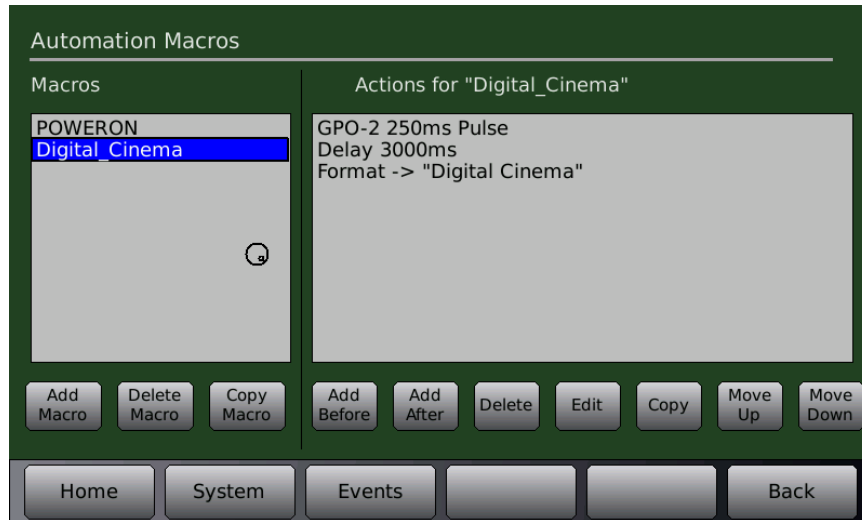 Automation Macros
Macros
Actions for "Digital_Cinema"
POWERON
Digital_Cinema
GPO-2 250ms Pulse
Delay 3000ms
Format -> "Digital Cinema"
Add Macro
Delete Macro
Copy Macro
Add Before
Add After
Delete
Edit
Copy
Move Up
Move Down
Home
System
Events
Back